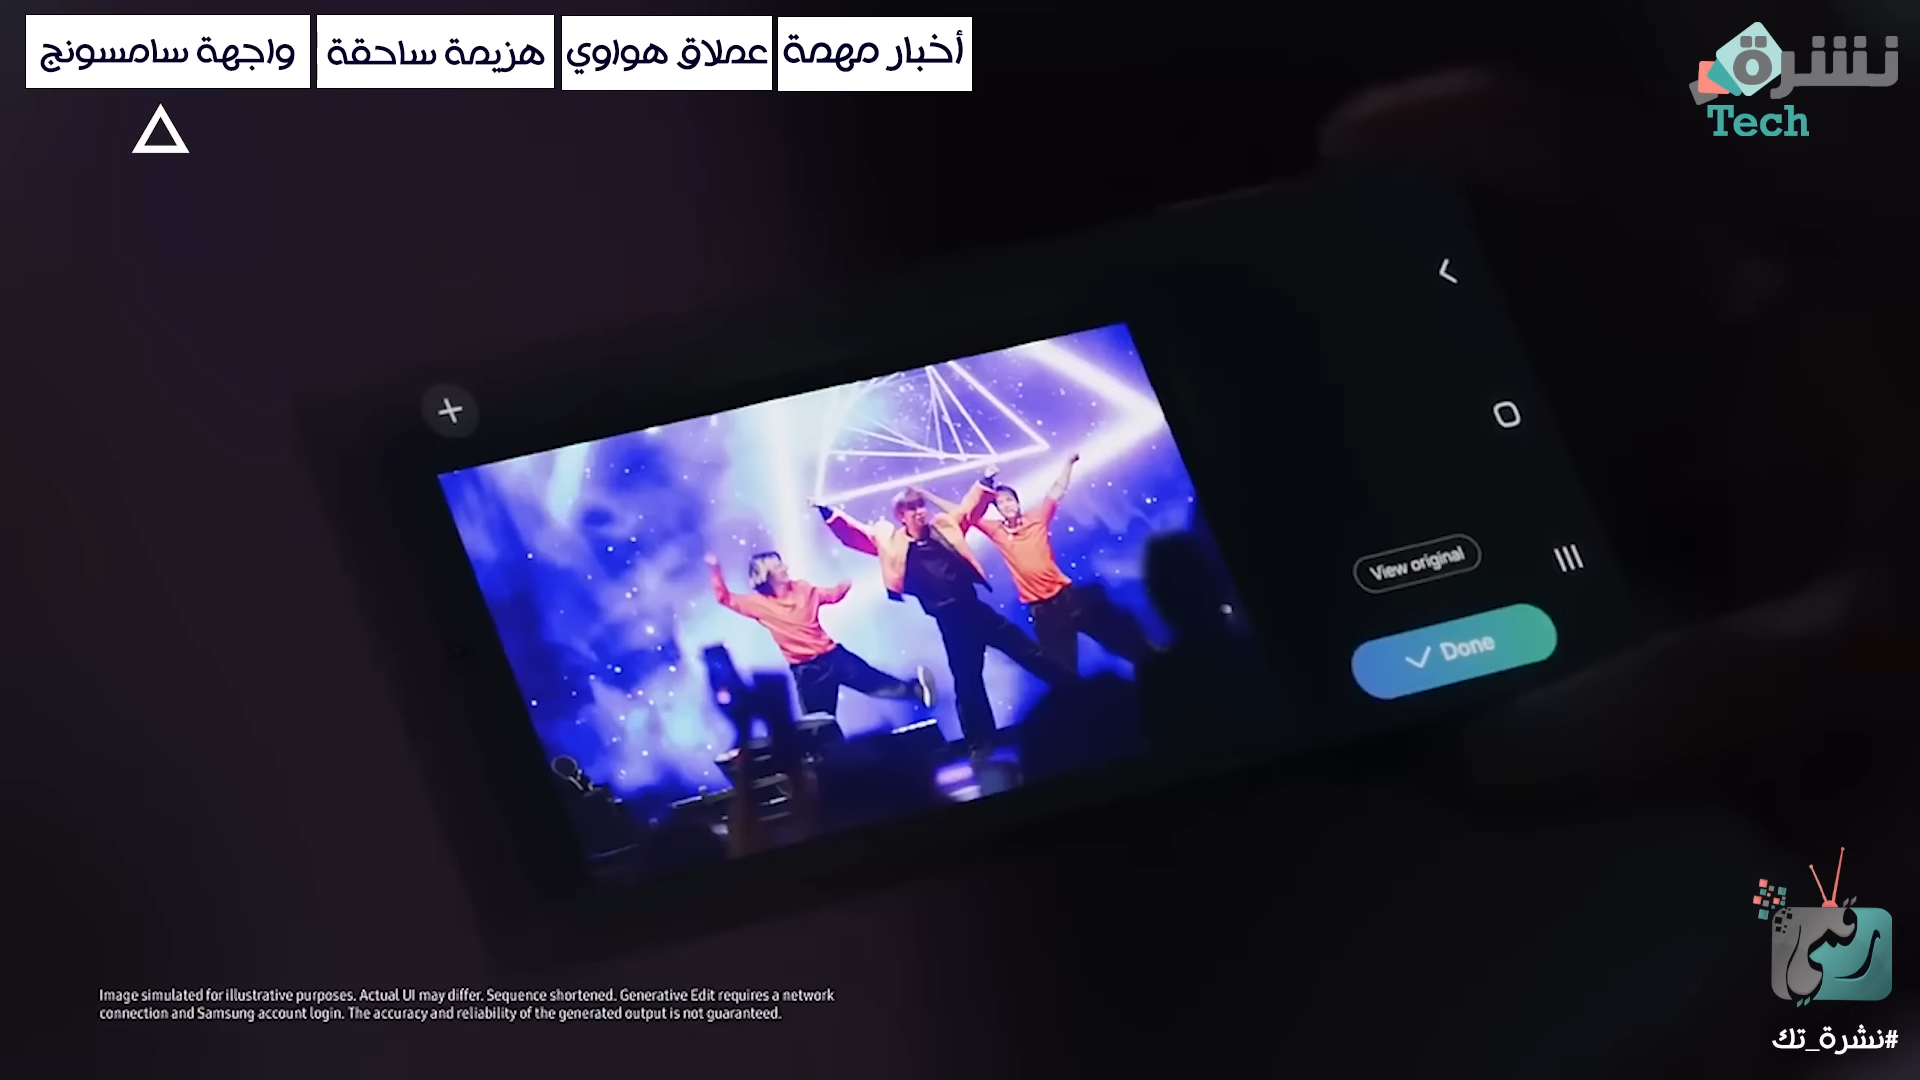 أخبار مهمة
عملاق هواوي
هزيمة ساحقة
واجهة سامسونج
نشرة
Tech
View original
Done
Image simulated for illustrative purposes. Actual UI may differ. Sequence shortened. Generative Edit requires a network
connection and Samsung account login. The accuracy and reliability of the generated output is not guaranteed.
رقمي
#نشرة_تك